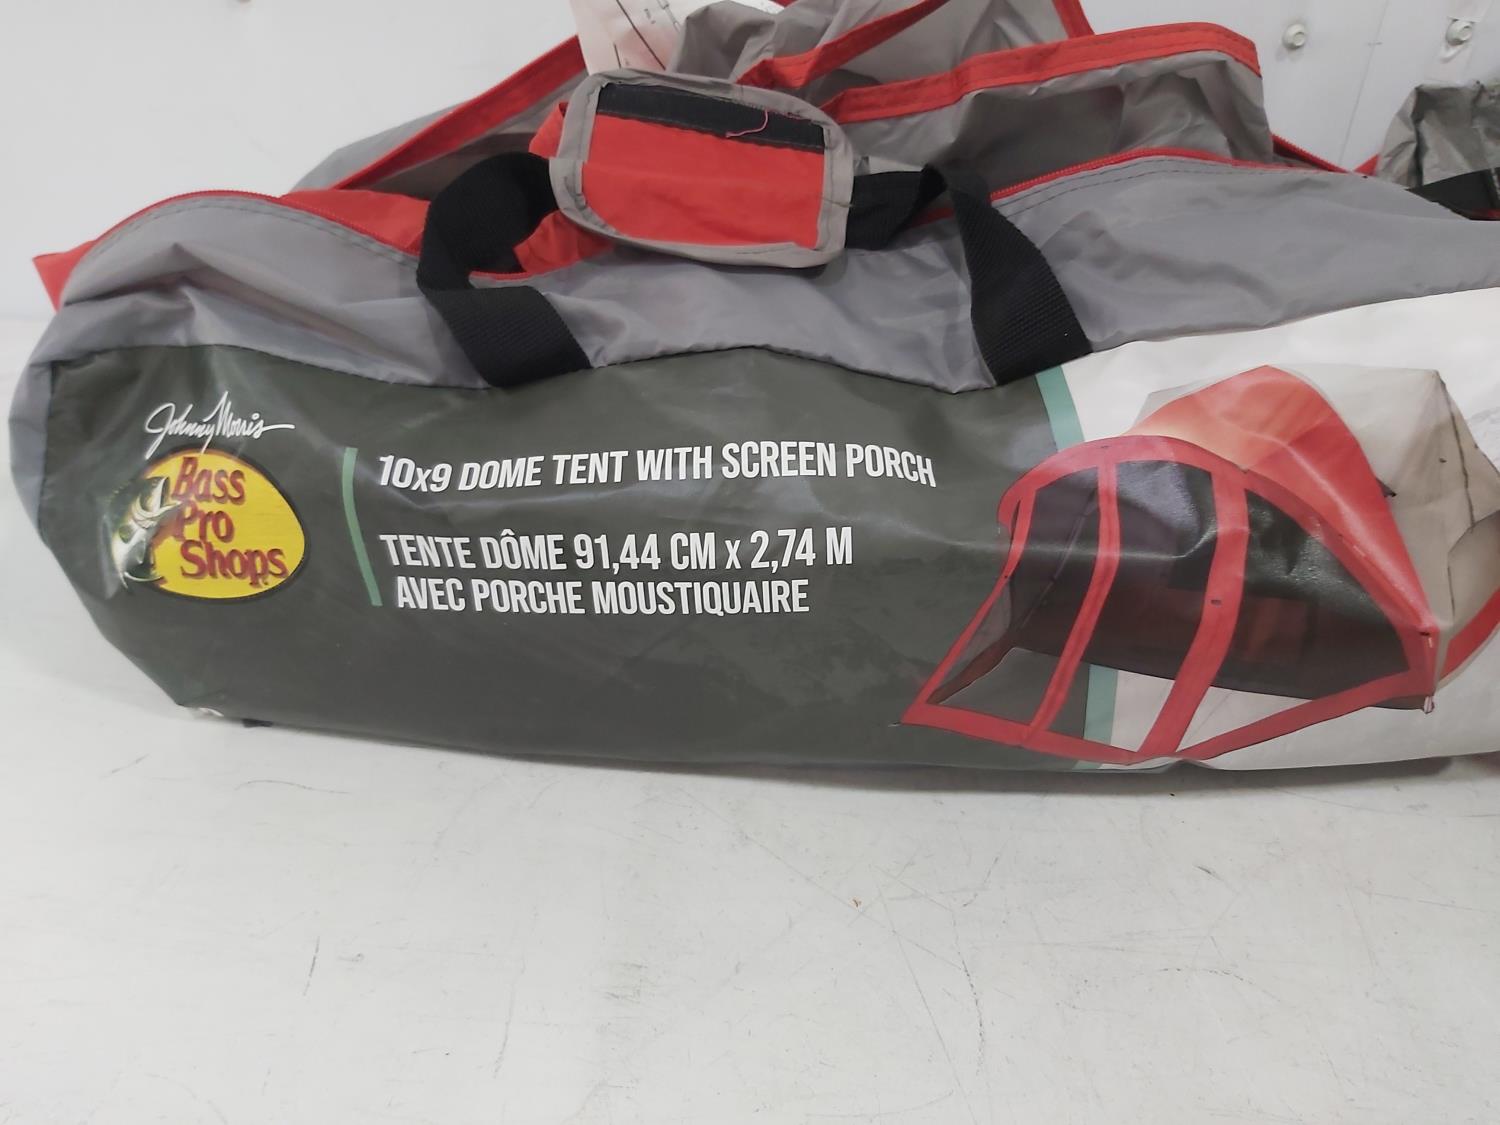 Johnny Morris
Bass
Pro
Shops
10x9 DOME TENT WITH SCREEN PORCH
TENTE DÔME 91,44 CM x 2,74 M
AVEC PORCHE MOUSTIQUAIRE